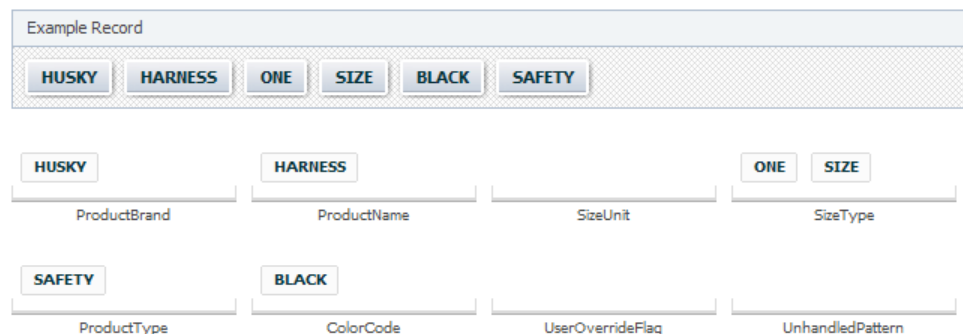 Example Record
HUSKY HARNESS ONE SIZE BLACK SAFETY
HUSKY HARNESS ONE SIZE
ProductBrand ProductName SizeUnit SizeType
SAFETY BLACK
ProductType ColorCode UserOverrideFlag UnhandledPattern